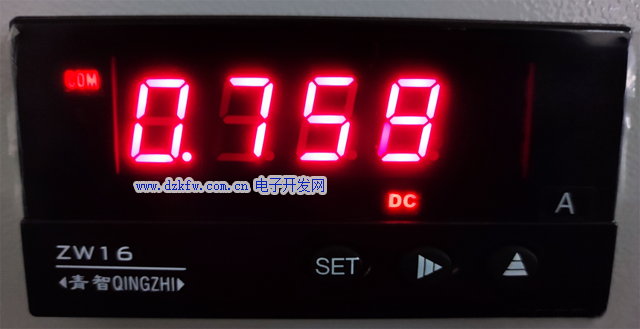 COM
0.759
www.dzkfw.com.cn 电子开发网
DC
A
ZW16
SET
青智QINGZHI